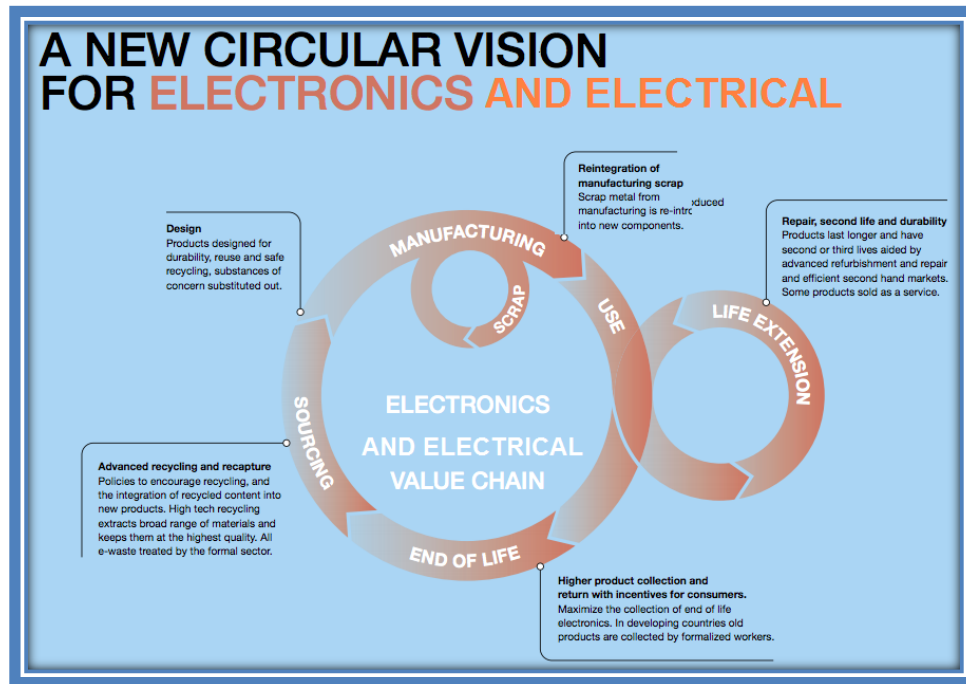 A NEW CIRCULAR VISION
FOR ELECTRONICS AND ELECTRICAL
Design
Products designed for
durability, reuse and safe
recycling, substances of
concern substituted out.
Reintegration of
manufacturing scrap
Scrap metal from
manufacturing is re-introduced
into new components.
Repair, second life and durability
Products last longer and have
second or third lives aided by
advanced refurbishment and repair
and efficient second hand markets.
Some products sold as a service.
MANUFACTURING
SCRAP
USE
LIFE EXTENSION
SOURCING
ELECTRONICS
AND ELECTRICAL
VALUE CHAIN
END OF LIFE
Advanced recycling and recapture
Policies to encourage recycling, and
the integration of recycled content into
new products. High tech recycling
extracts broad range of materials and
keeps them at the highest quality. All
e-waste treated by the formal sector.
Higher product collection and
return with incentives for consumers.
Maximize the collection of end of life
electronics. In developing countries old
products are collected by formalized workers.